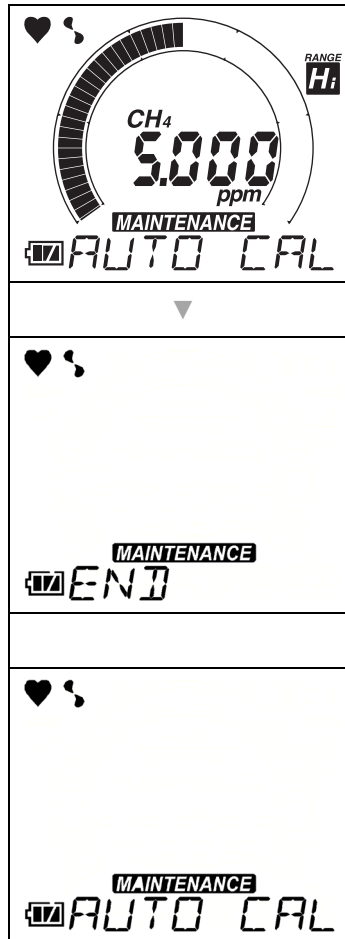 RANGE
Hi
CH4
5.000
ppm
MAINTENANCE
AUTO CAL
MAINTENANCE
END
MAINTENANCE
AUTO CAL